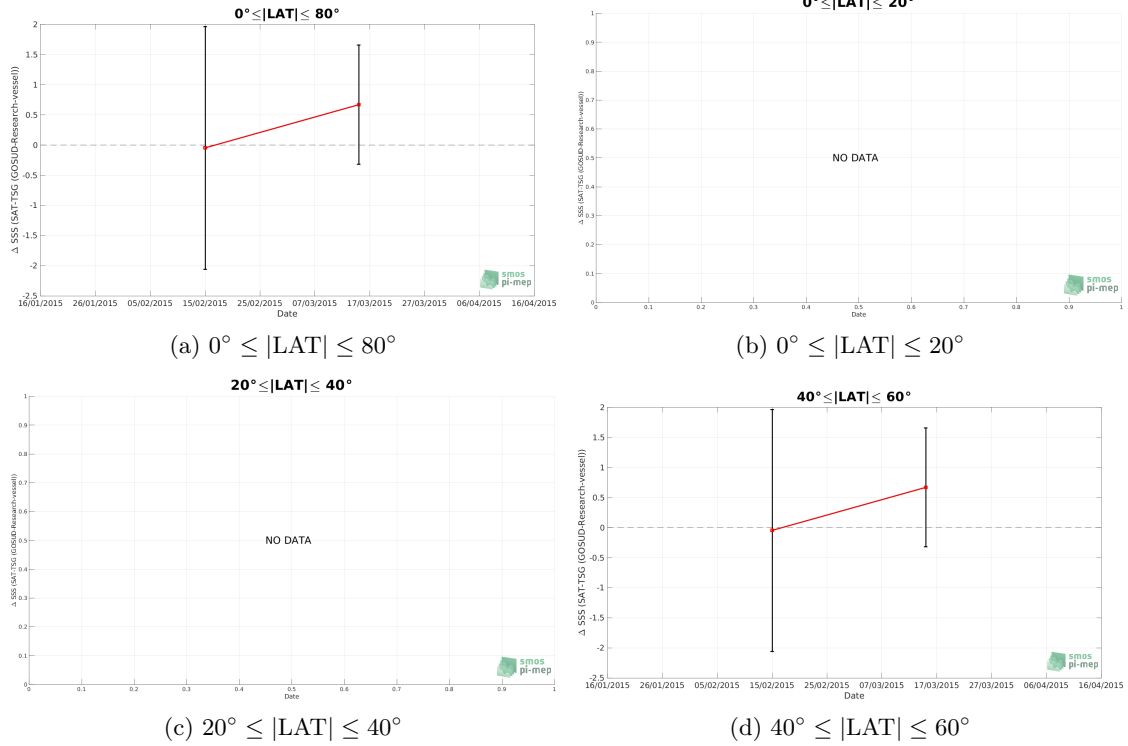 0°≤|LAT|≤ 80°
2
1.5
1
0.5
0
-0.5
-1
-1.5
-2
-2.5
Δ SSS (SAT-TSG (GOSUD-Research-vessel))
16/01/2015 26/01/2015 05/02/2015 15/02/2015 25/02/2015 07/03/2015 17/03/2015 27/03/2015 06/04/2015 16/04/2015
Date
smos
pi-mep
(a) 0° ≤ |LAT| ≤ 80°
0°≤|LAT|≤ 20°
1
0.9
0.8
0.7
0.6
0.5
0.4
0.3
0.2
0.1
0
Δ SSS (SAT-TSG (GOSUD-Research-vessel))
NO DATA
0 0.1 0.2 0.3 0.4 0.5 0.6 0.7 0.8 0.9 1
Date
smos
pi-mep
(b) 0° ≤ |LAT| ≤ 20°
20°≤|LAT|≤ 40°
1
0.9
0.8
0.7
0.6
0.5
0.4
0.3
0.2
0.1
0
Δ SSS (SAT-TSG (GOSUD-Research-vessel))
NO DATA
0 0.1 0.2 0.3 0.4 0.5 0.6 0.7 0.8 0.9 1
Date
smos
pi-mep
(c) 20° ≤ |LAT| ≤ 40°
40°≤|LAT|≤ 60°
2
1.5
1
0.5
0
-0.5
-1
-1.5
-2
-2.5
Δ SSS (SAT-TSG (GOSUD-Research-vessel))
16/01/2015 26/01/2015 05/02/2015 15/02/2015 25/02/2015 07/03/2015 17/03/2015 27/03/2015 06/04/2015 16/04/2015
Date
smos
pi-mep
(d) 40° ≤ |LAT| ≤ 60°